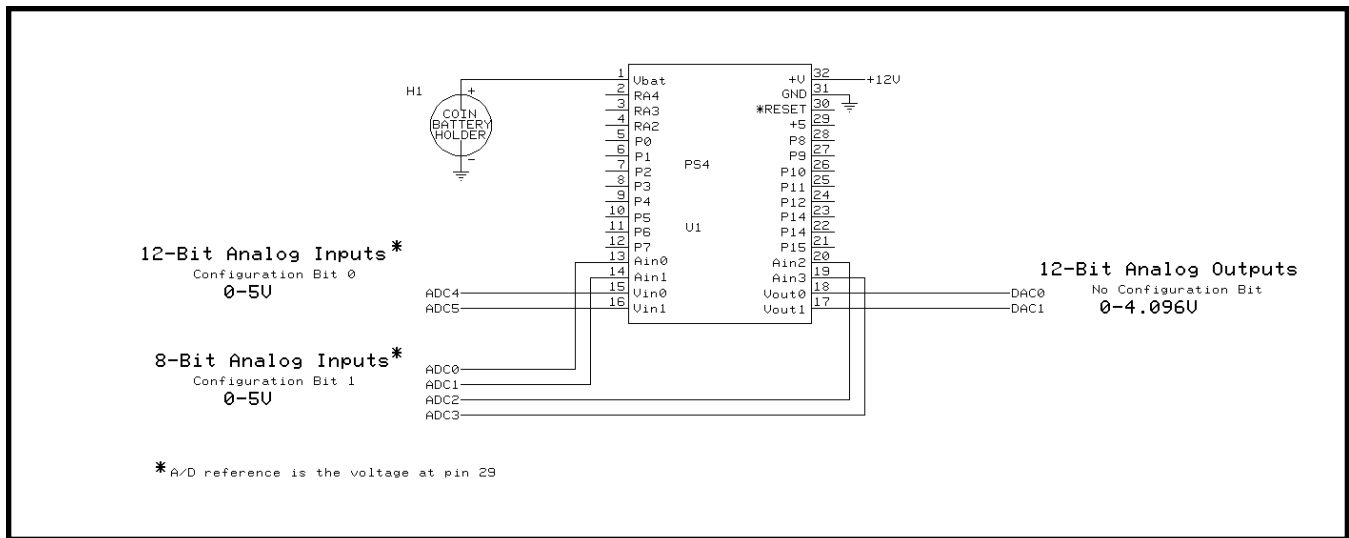 H1
+
COIN
BATTERY
HOLDER
-
1 Vbat
2 RA4
3 RA3
4 RA2
5 P0
6 P1
7 P2
8 P3
9 P4
10 P5
11 P6
12 P7
13 Ain0
14 Ain1
15 Vin0
16 Vin1
PS4
U1
+V 32 +12V
GND 31
*RESET 30
+5 29
P8 28
P9 27
P10 26
P11 25
P12 24
P14 23
P14 22
P15 21
Ain2 20
Ain3 19
Vout0 18
Vout1 17
12-Bit Analog Inputs*
Configuration Bit 0
0-5V
ADC4
ADC5
8-Bit Analog Inputs*
Configuration Bit 1
0-5V
ADC0
ADC1
ADC2
ADC3
12-Bit Analog Outputs
No Configuration Bit
0-4.096V
DAC0
DAC1
* A/D reference is the voltage at pin 29